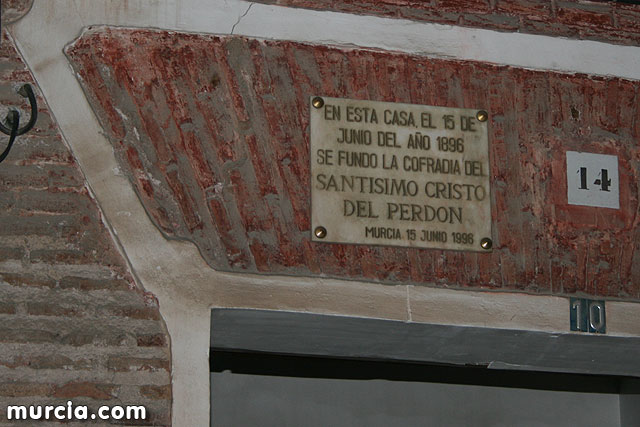 EN ESTA CASA, EL 15 DE
JUNIO DEL AÑO 1896
SE FUNDO LA COFRADIA DEL
SANTISIMO CRISTO
DEL PERDON
MURCIA 15 JUNIO 1996
14
10
murcia.com